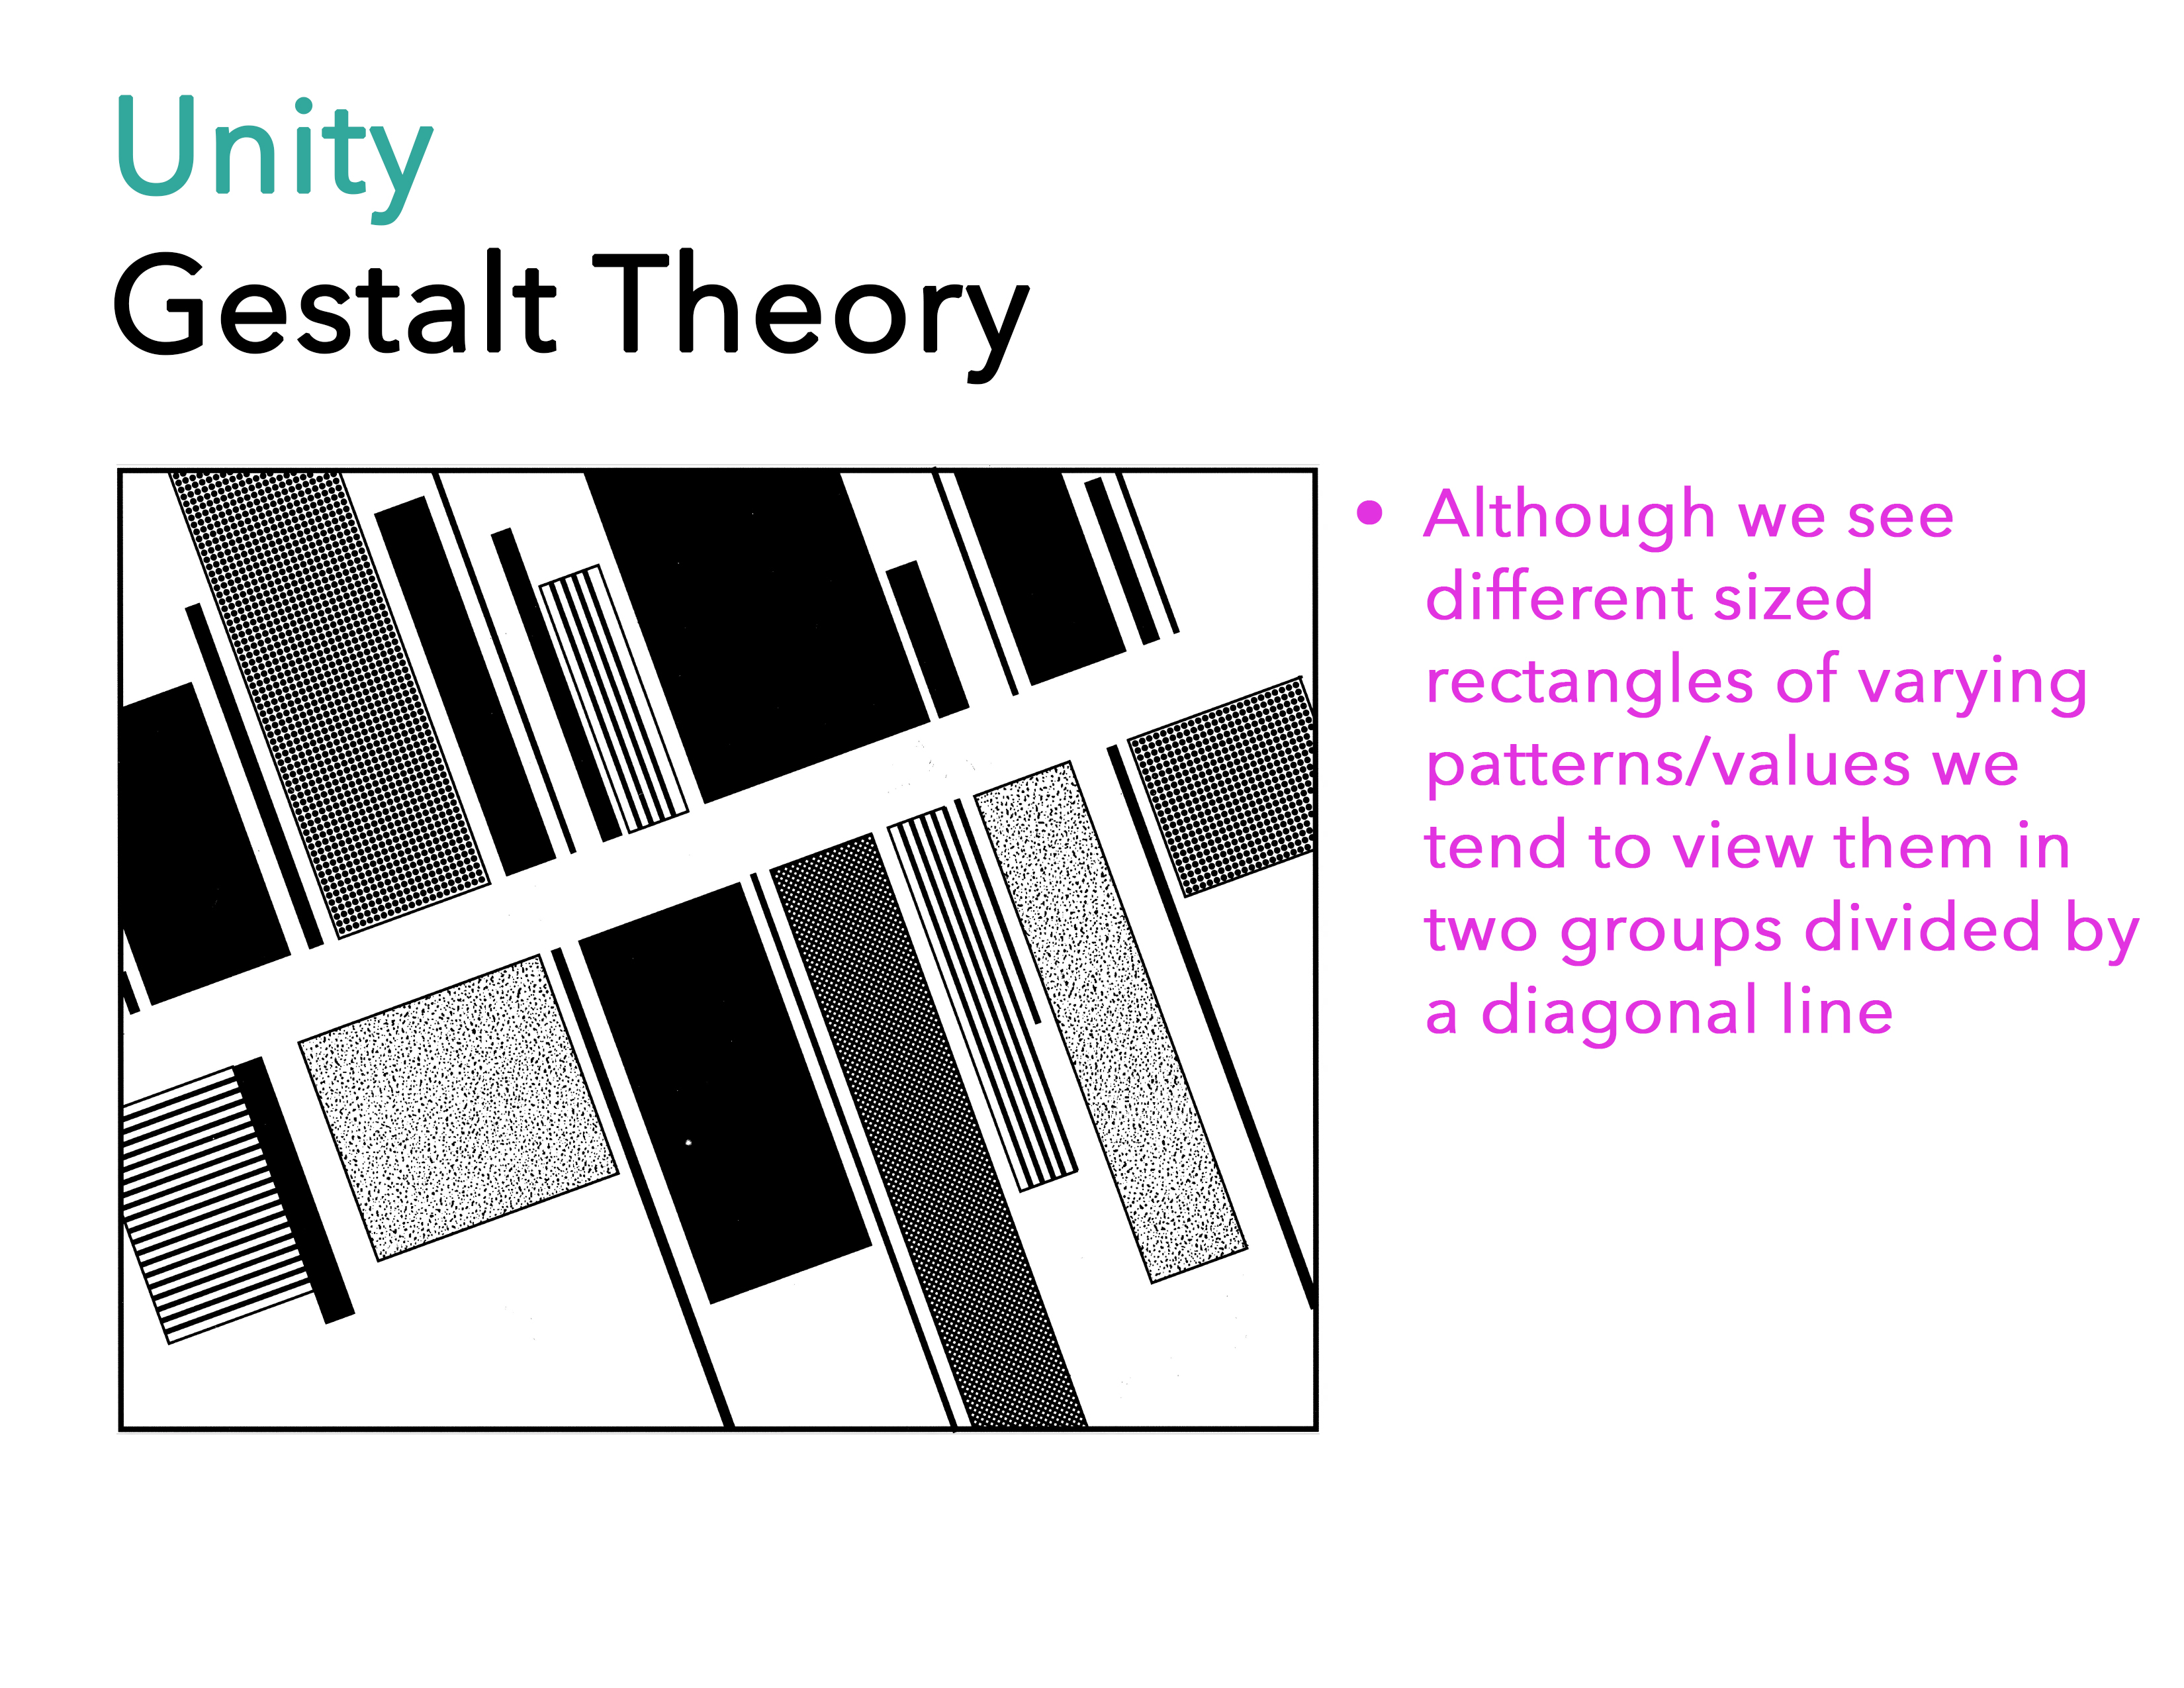 Unity
Gestalt Theory
• Although we see
different sized
rectangles of varying
patterns/values we
tend to view them in
two groups divided by
a diagonal line